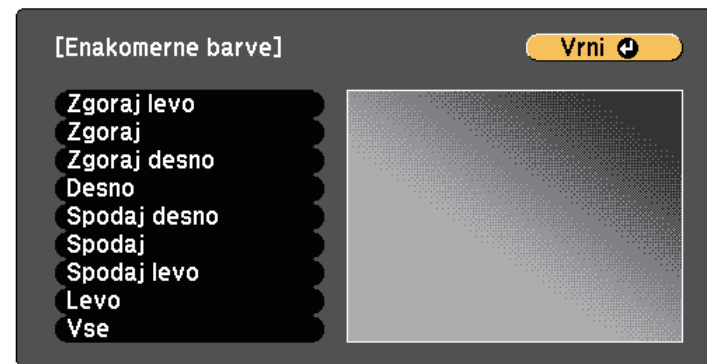 [Enakomerne barve]
Vrni
Zgoraj levo
Zgoraj
Zgoraj desno
Desno
Spodaj desno
Spodaj
Spodaj levo
Levo
Vse